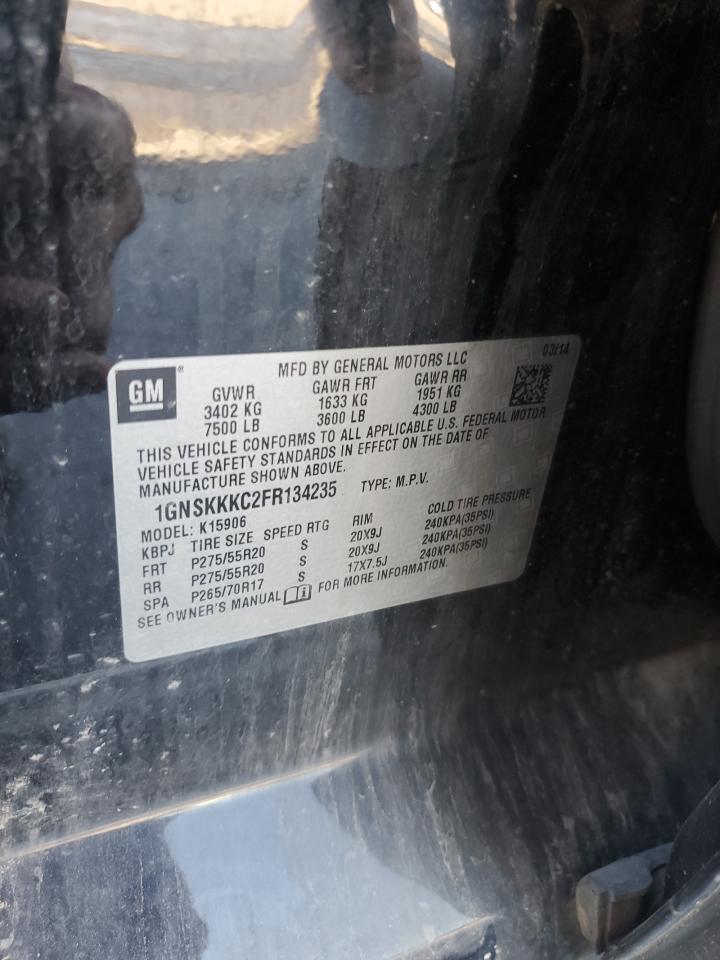 GM®
MFD BY GENERAL MOTORS LLC 03/14
GVWR GAWR FRT GAWR RR
3402 KG 1633 KG 1951 KG
7500 LB 3600 LB 4300 LB
THIS VEHICLE CONFORMS TO ALL APPLICABLE U.S. FEDERAL MOTOR
VEHICLE SAFETY STANDARDS IN EFFECT ON THE DATE OF
MANUFACTURE SHOWN ABOVE.
1GNSKKKC2FR134235 TYPE: M.P.V.
MODEL: K15906
KBPJ TIRE SIZE SPEED RTG RIM COLD TIRE PRESSURE
FRT P275/55R20 S 20X9J 240KPA(35PSI)
RR P275/55R20 S 20X9J 240KPA(35PSI)
SPA P265/70R17 S 17X7.5J 240KPA(35PSI)
SEE OWNER'S MANUAL FOR MORE INFORMATION.